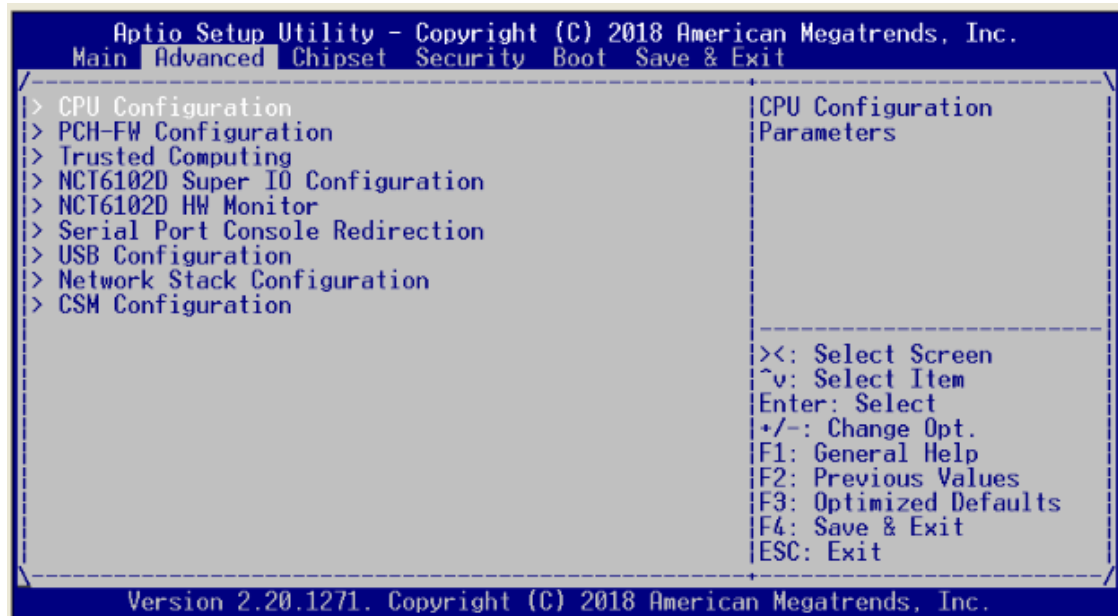 Aptio Setup Utility - Copyright (C) 2018 American Megatrends, Inc.
Main Advanced Chipset Security Boot Save & Exit
> CPU Configuration
> PCH-FW Configuration
> Trusted Computing
> NCT6102D Super IO Configuration
> NCT6102D HW Monitor
> Serial Port Console Redirection
> USB Configuration
> Network Stack Configuration
> CSM Configuration
CPU Configuration
Parameters
><: Select Screen
^v: Select Item
Enter: Select
+/-: Change Opt.
F1: General Help
F2: Previous Values
F3: Optimized Defaults
F4: Save & Exit
ESC: Exit
Version 2.20.1271. Copyright (C) 2018 American Megatrends, Inc.